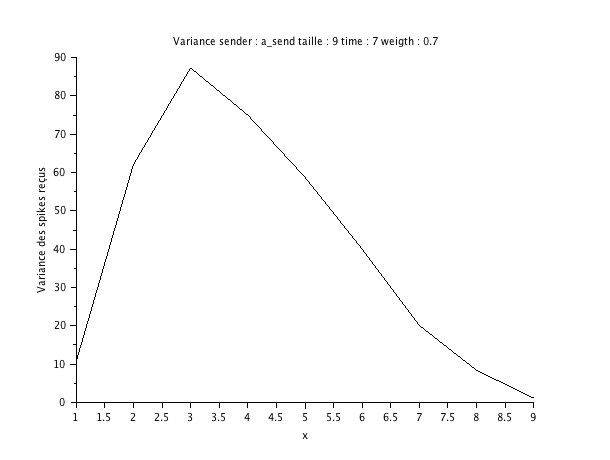 Variance sender : a_send taille : 9 time : 7 weigth : 0.7
90
80
70
60
50
40
30
20
10
0
Variance des spikes reçus
1 1.5 2 2.5 3 3.5 4 4.5 5 5.5 6 6.5 7 7.5 8 8.5 9
x